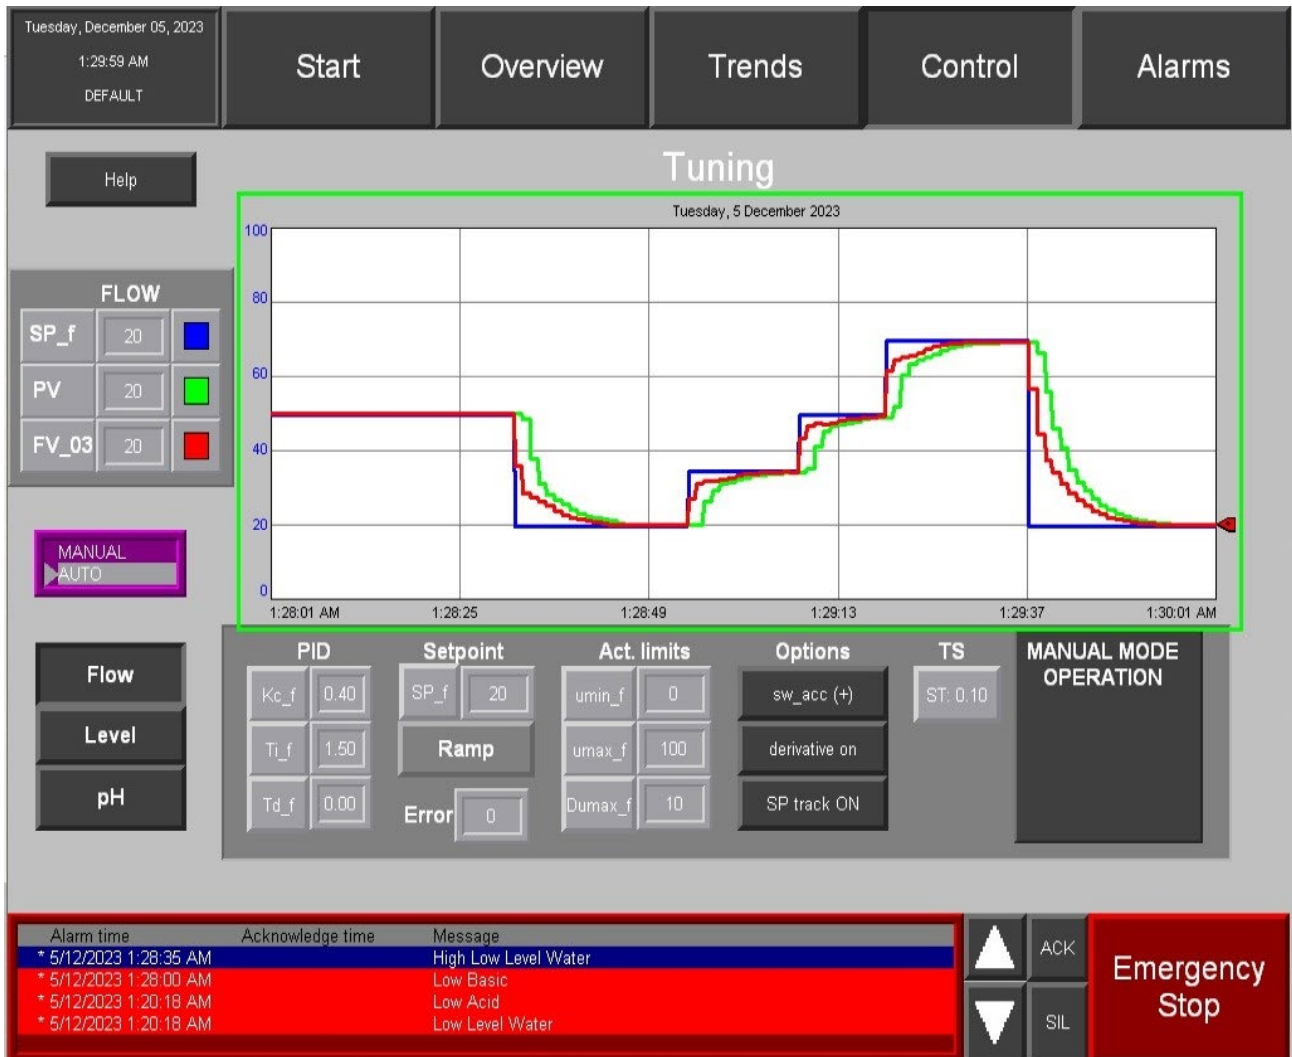 Tuesday, December 05, 2023
1:29:59 AM
DEFAULT
Start
Overview
Trends
Control
Alarms
Help
Tuning
Tuesday, 5 December 2023
100
80
60
40
20
0
1:28:01 AM
1:28:25
1:28:49
1:29:13
1:29:37
1:30:01 AM
FLOW
SP_f 20
PV 20
FV_03 20
MANUAL
AUTO
Flow
Level
pH
PID
Kc_f 0.40
Ti_f 1.50
Td_f 0.00
Setpoint
SP_f 20
Ramp
Error 0
Act. limits
umin_f 0
umax_f 100
Dumax_f 10
Options
sw_acc (+)
derivative on
SP track ON
TS
ST: 0.10
MANUAL MODE
OPERATION
Alarm time Acknowledge time Message
* 5/12/2023 1:28:35 AM High Low Level Water
* 5/12/2023 1:28:00 AM Low Basic
* 5/12/2023 1:20:18 AM Low Acid
* 5/12/2023 1:20:18 AM Low Level Water
ACK
SIL
Emergency
Stop